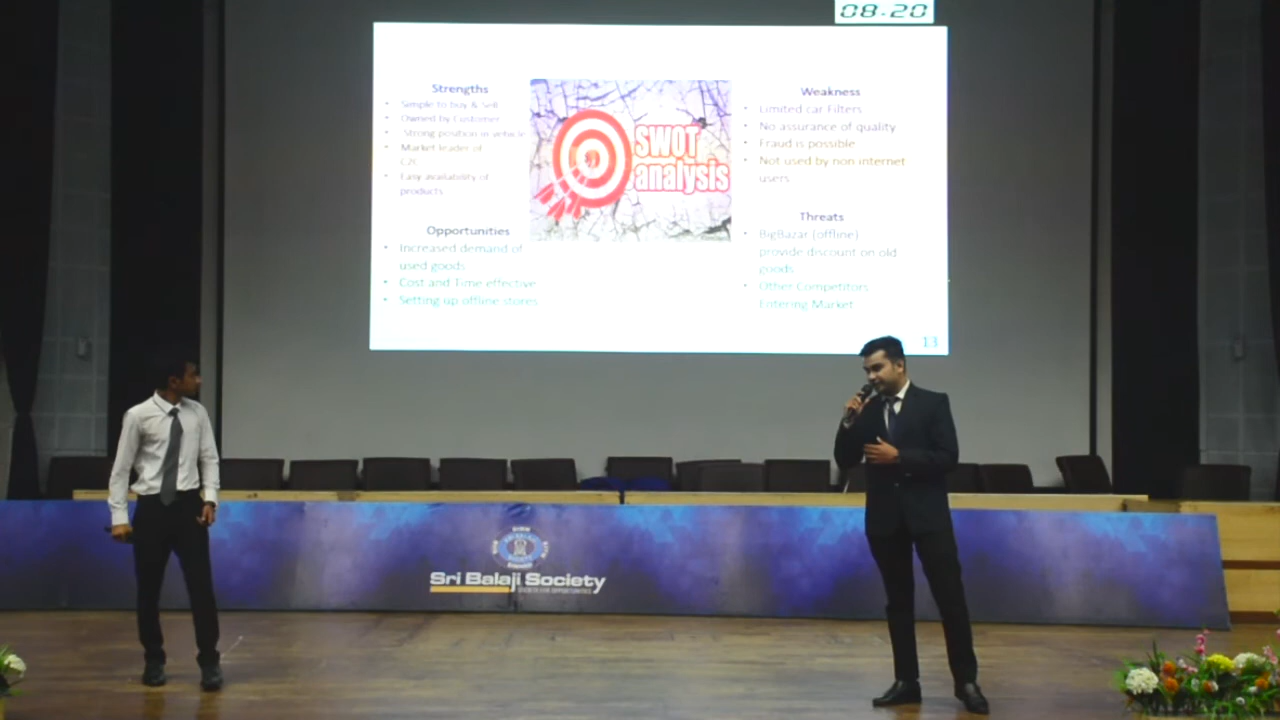 08-20
Strengths
Simple to buy & Sell
Owned by Customer
Strong position in vehicle
Market leader of
C2C
Easy availability of
products
Opportunities
Increased demand of
used goods
Cost and Time effective
Setting up offline stores
SWOT
analysis
Weakness
Limited car Filters
No assurance of quality
Fraud is possible
Not used by non internet
users
Threats
BigBazar (offline)
provide discount on old
goods
Other Competitors
Entering Market
13
Sri Balaji Society